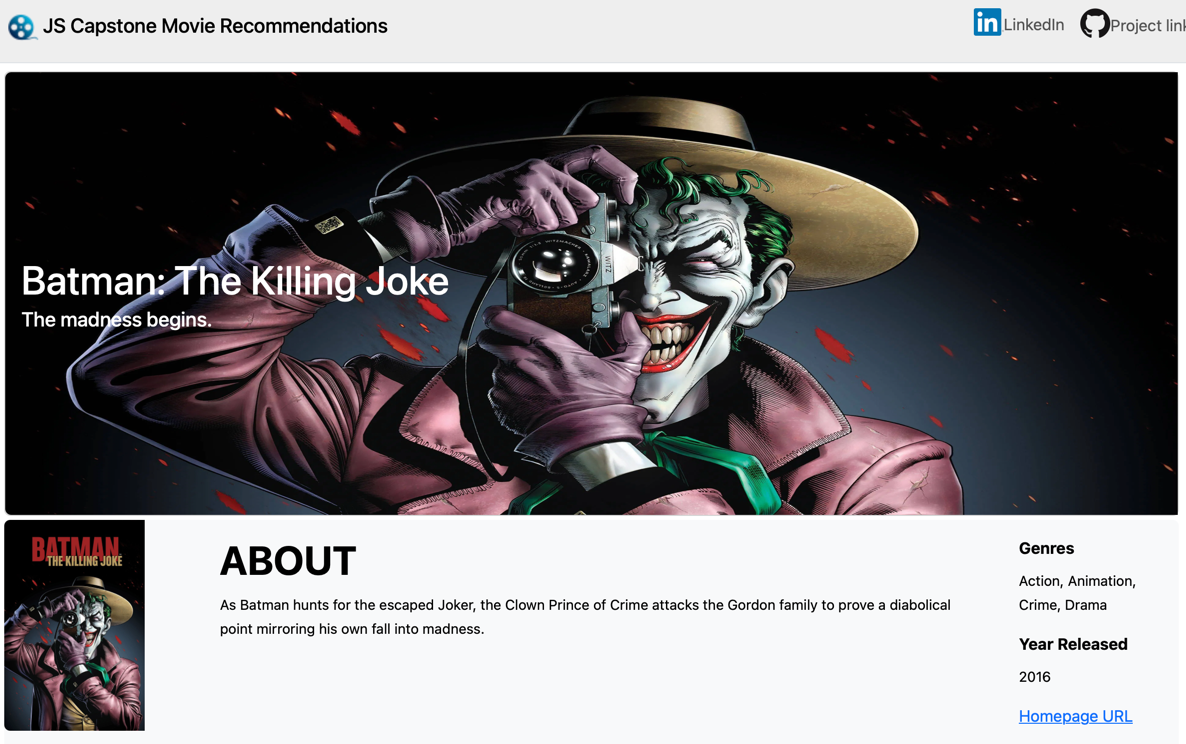 JS Capstone Movie Recommendations
LinkedIn
Project lin
Batman: The Killing Joke
The madness begins.
WITZ
BATMAN
THE KILLING JOKE
ABOUT
As Batman hunts for the escaped Joker, the Clown Prince of Crime attacks the Gordon family to prove a diabolical
point mirroring his own fall into madness.
Genres
Action, Animation,
Crime, Drama
Year Released
2016
Homepage URL